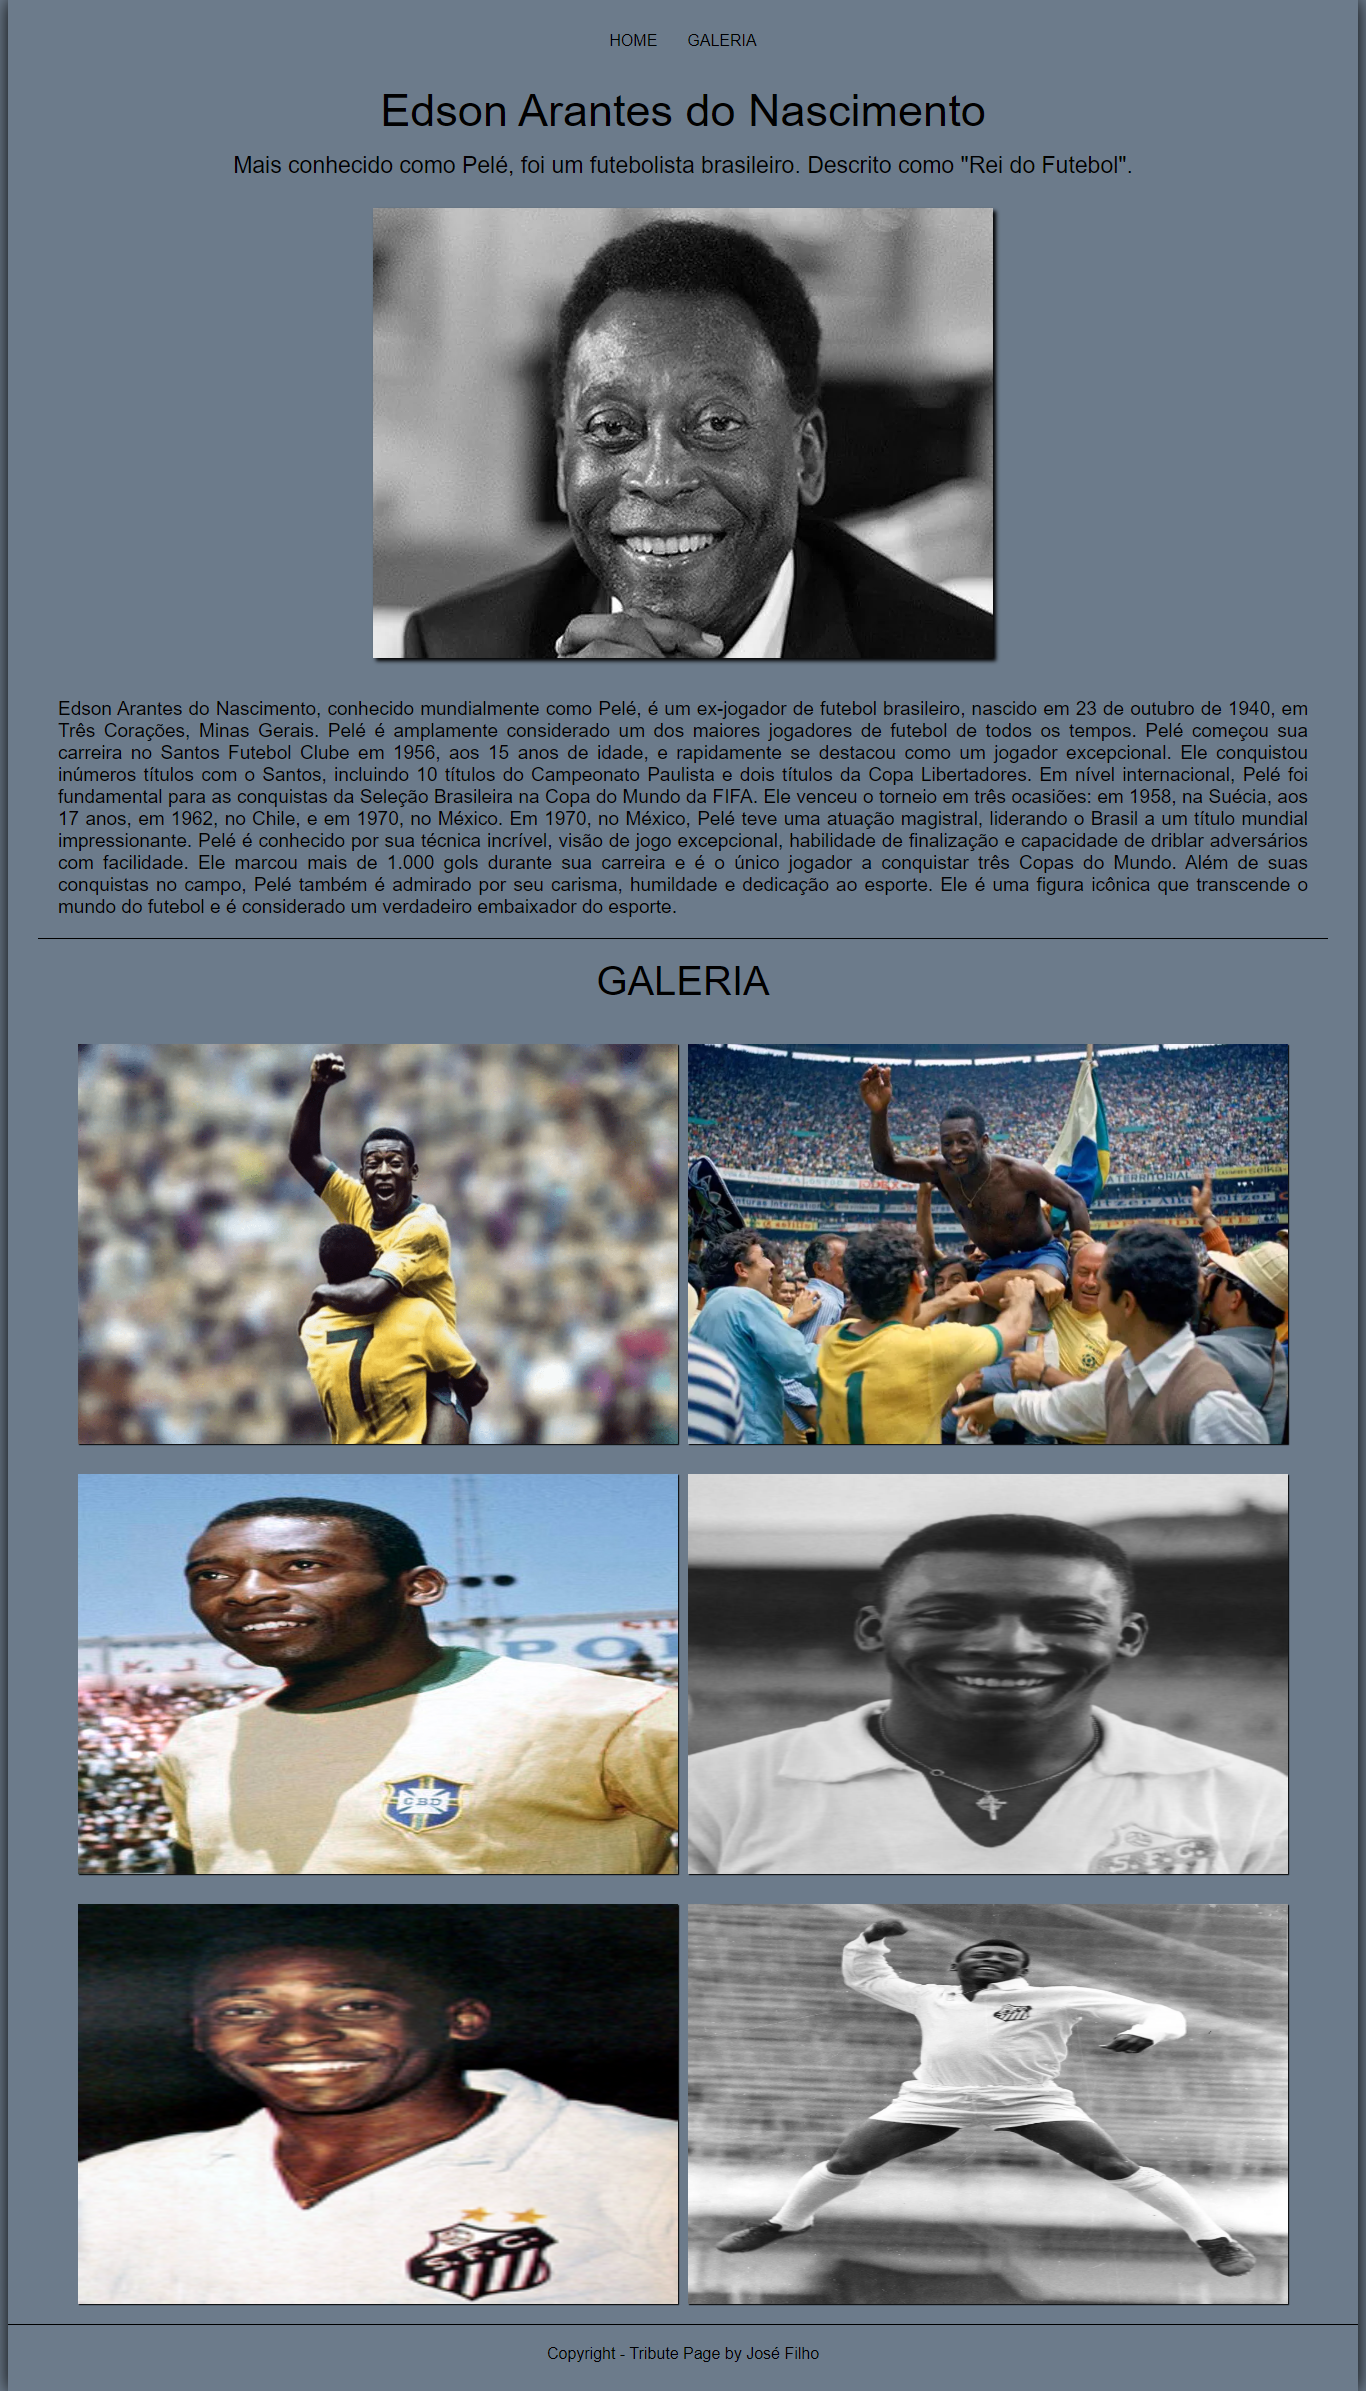 HOME GALERIA
Edson Arantes do Nascimento
Mais conhecido como Pelé, foi um futebolista brasileiro. Descrito como "Rei do Futebol".
Edson Arantes do Nascimento, conhecido mundialmente como Pelé, é um ex-jogador de futebol brasileiro, nascido em 23 de outubro de 1940, em
Três Corações, Minas Gerais. Pelé é amplamente considerado um dos maiores jogadores de futebol de todos os tempos. Pelé começou sua
carreira no Santos Futebol Clube em 1956, aos 15 anos de idade, e rapidamente se destacou como um jogador excepcional. Ele conquistou
inúmeros títulos com o Santos, incluindo 10 títulos do Campeonato Paulista e dois títulos da Copa Libertadores. Em nível internacional, Pelé foi
fundamental para as conquistas da Seleção Brasileira na Copa do Mundo da FIFA. Ele venceu o torneio em três ocasiões: em 1958, na Suécia, aos
17 anos, em 1962, no Chile, e em 1970, no México. Em 1970, no México, Pelé teve uma atuação magistral, liderando o Brasil a um título mundial
impressionante. Pelé é conhecido por sua técnica incrível, visão de jogo excepcional, habilidade de finalização e capacidade de driblar adversários
com facilidade. Ele marcou mais de 1.000 gols durante sua carreira e é o único jogador a conquistar três Copas do Mundo. Além de suas
conquistas no campo, Pelé também é admirado por seu carisma, humildade e dedicação ao esporte. Ele é uma figura icônica que transcende o
mundo do futebol e é considerado um verdadeiro embaixador do esporte.
GALERIA
7
1
CBD
S.F.C.
S.F.C.
Copyright - Tribute Page by José Filho